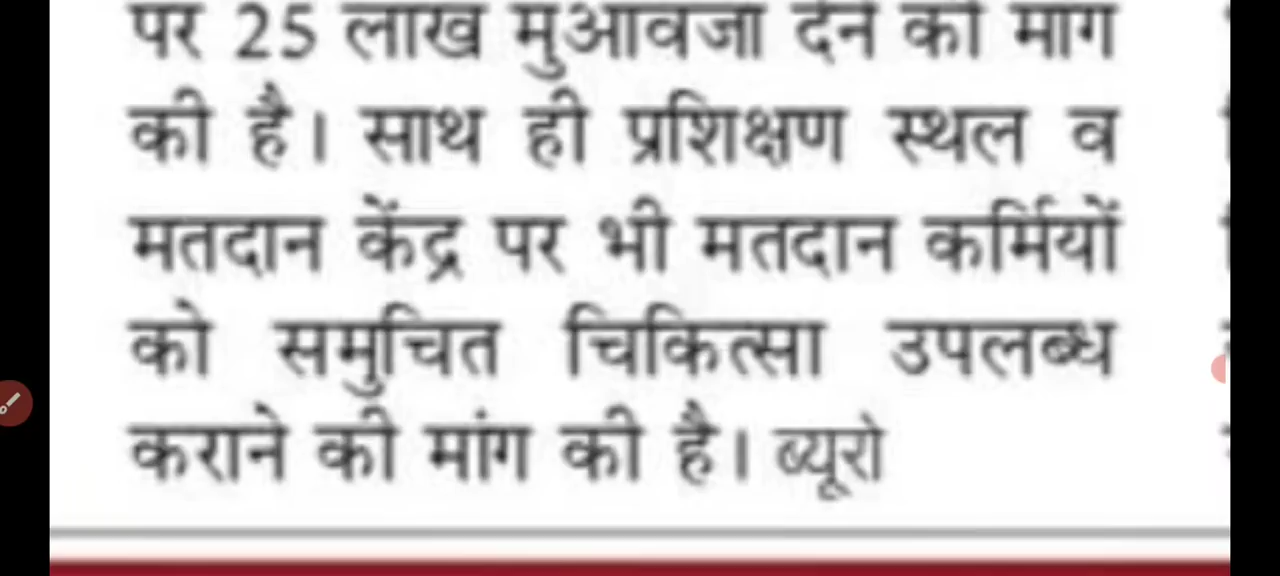 पर 25 लाख मुआवजा देने की मांग
की है। साथ ही प्रशिक्षण स्थल व
मतदान केंद्र पर भी मतदान कर्मियों
को समुचित चिकित्सा उपलब्ध
कराने की मांग की है। ब्यूरो